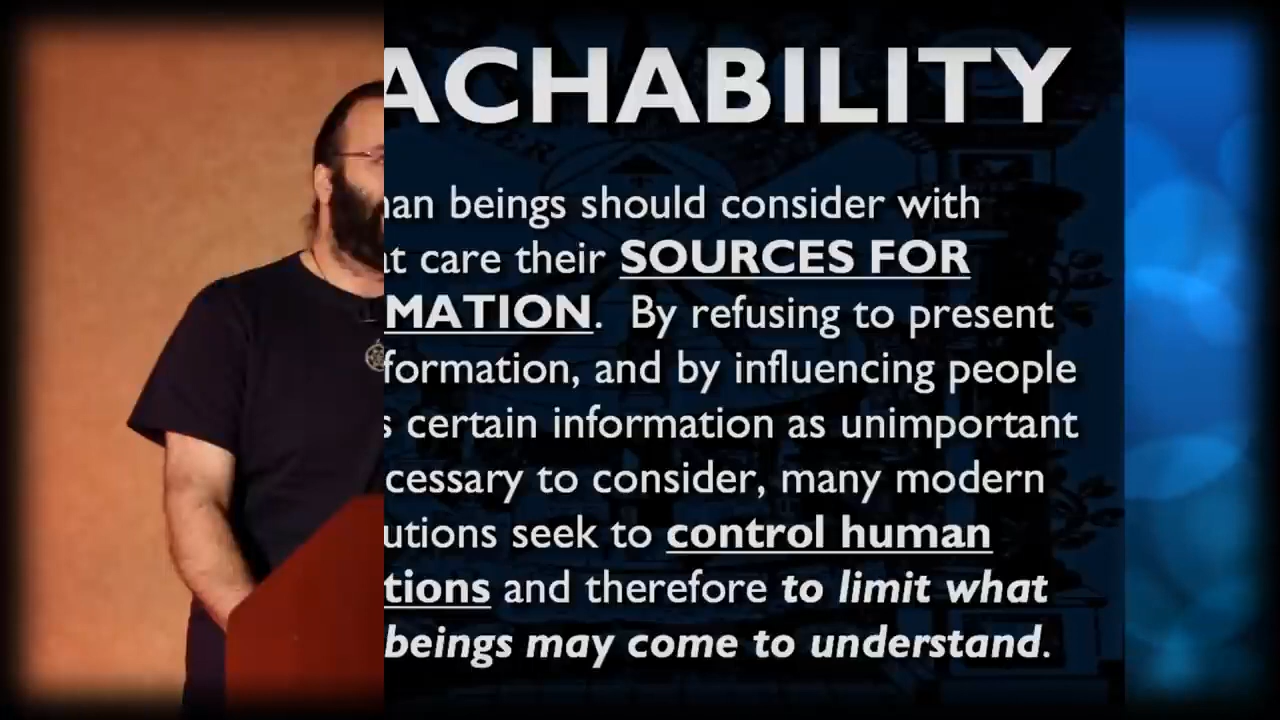 ACHABILITY
an beings should consider with
t care their SOURCES FOR
MATION. By refusing to present
formation, and by influencing people
s certain information as unimportant
cessary to consider, many modern
utions seek to control human
tions and therefore to limit what
beings may come to understand.